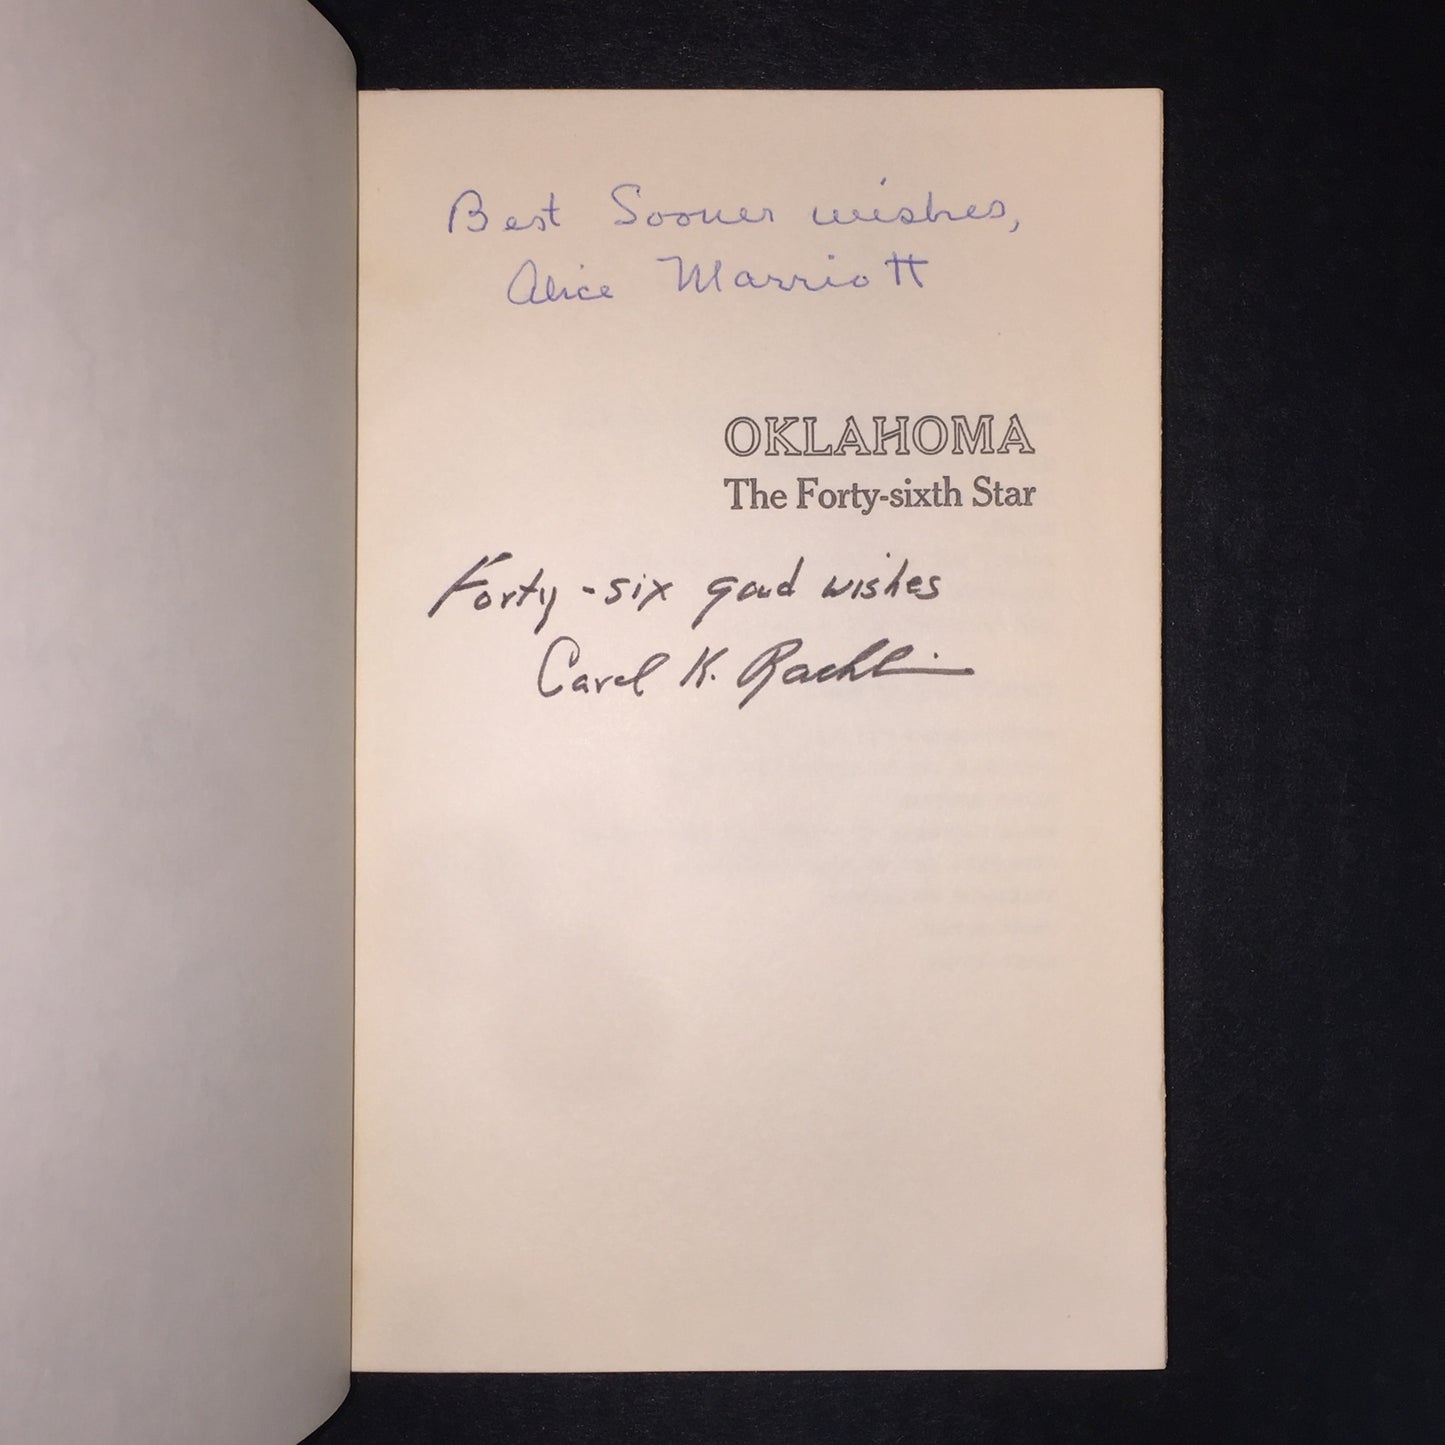 Best Sooner wishes,
Alice Marriott
OKLAHOMA
The Forty-sixth Star
Forty-six good wishes
Carol K. Rachlin